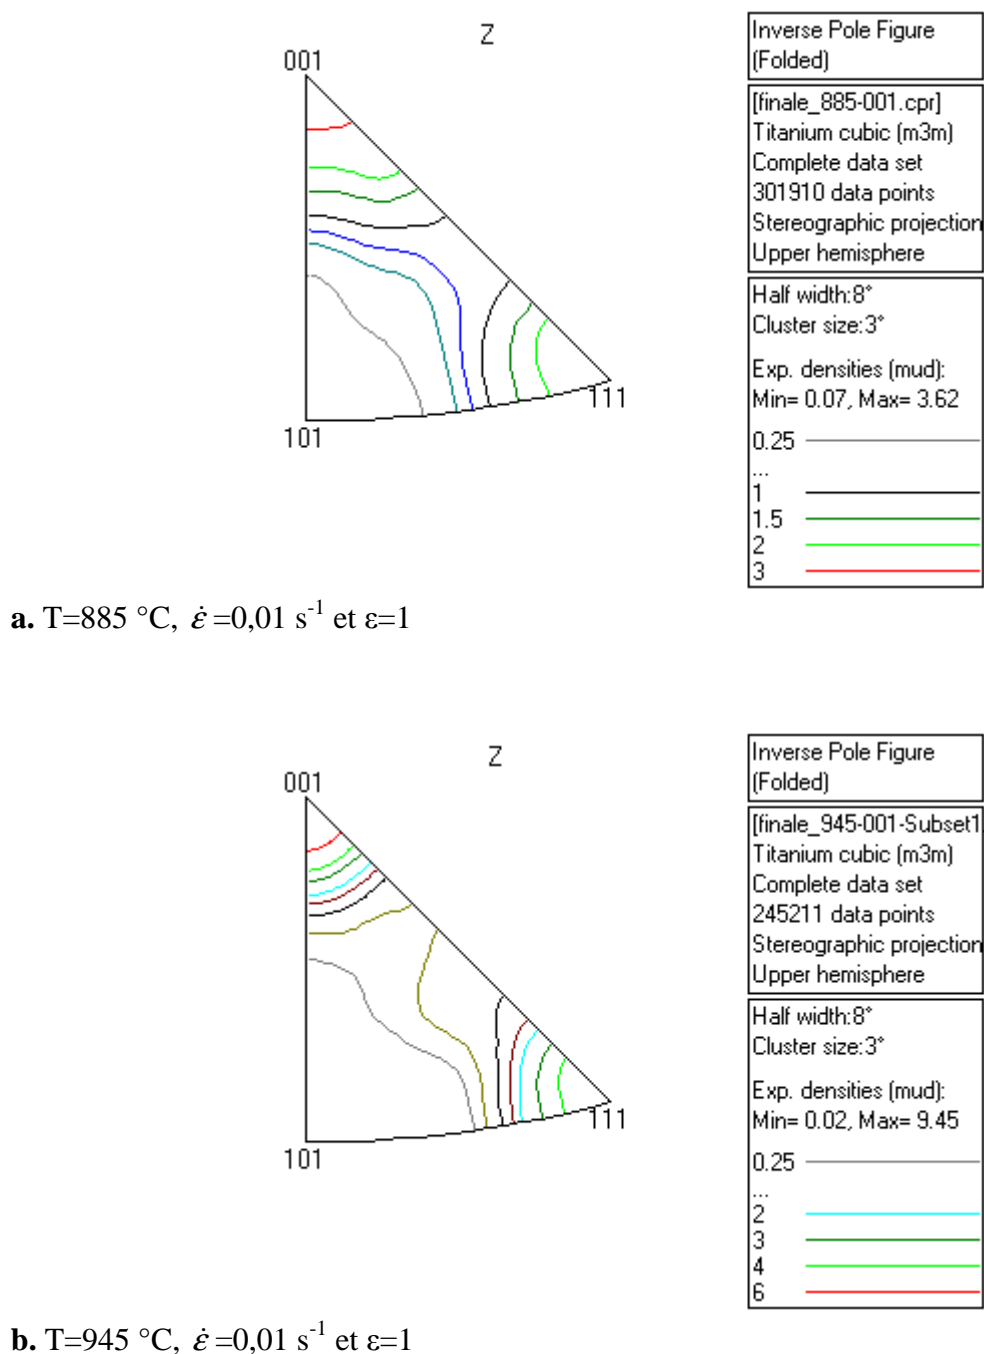 Z
001
101
111
Inverse Pole Figure
(Folded)
[finale_885-001.cpr]
Titanium cubic (m3m)
Complete data set
301910 data points
Stereographic projection
Upper hemisphere
Half width:8°
Cluster size:3°
Exp. densities (mud):
Min= 0.07, Max= 3.62
0.25
...
1
1.5
2
3
a. T=885 °C, ε̇ =0,01 s⁻¹ et ε=1
Z
001
101
111
Inverse Pole Figure
(Folded)
[finale_945-001-Subset1
Titanium cubic (m3m)
Complete data set
245211 data points
Stereographic projection
Upper hemisphere
Half width:8°
Cluster size:3°
Exp. densities (mud):
Min= 0.02, Max= 9.45
0.25
...
2
3
4
6
b. T=945 °C, ε̇ =0,01 s⁻¹ et ε=1